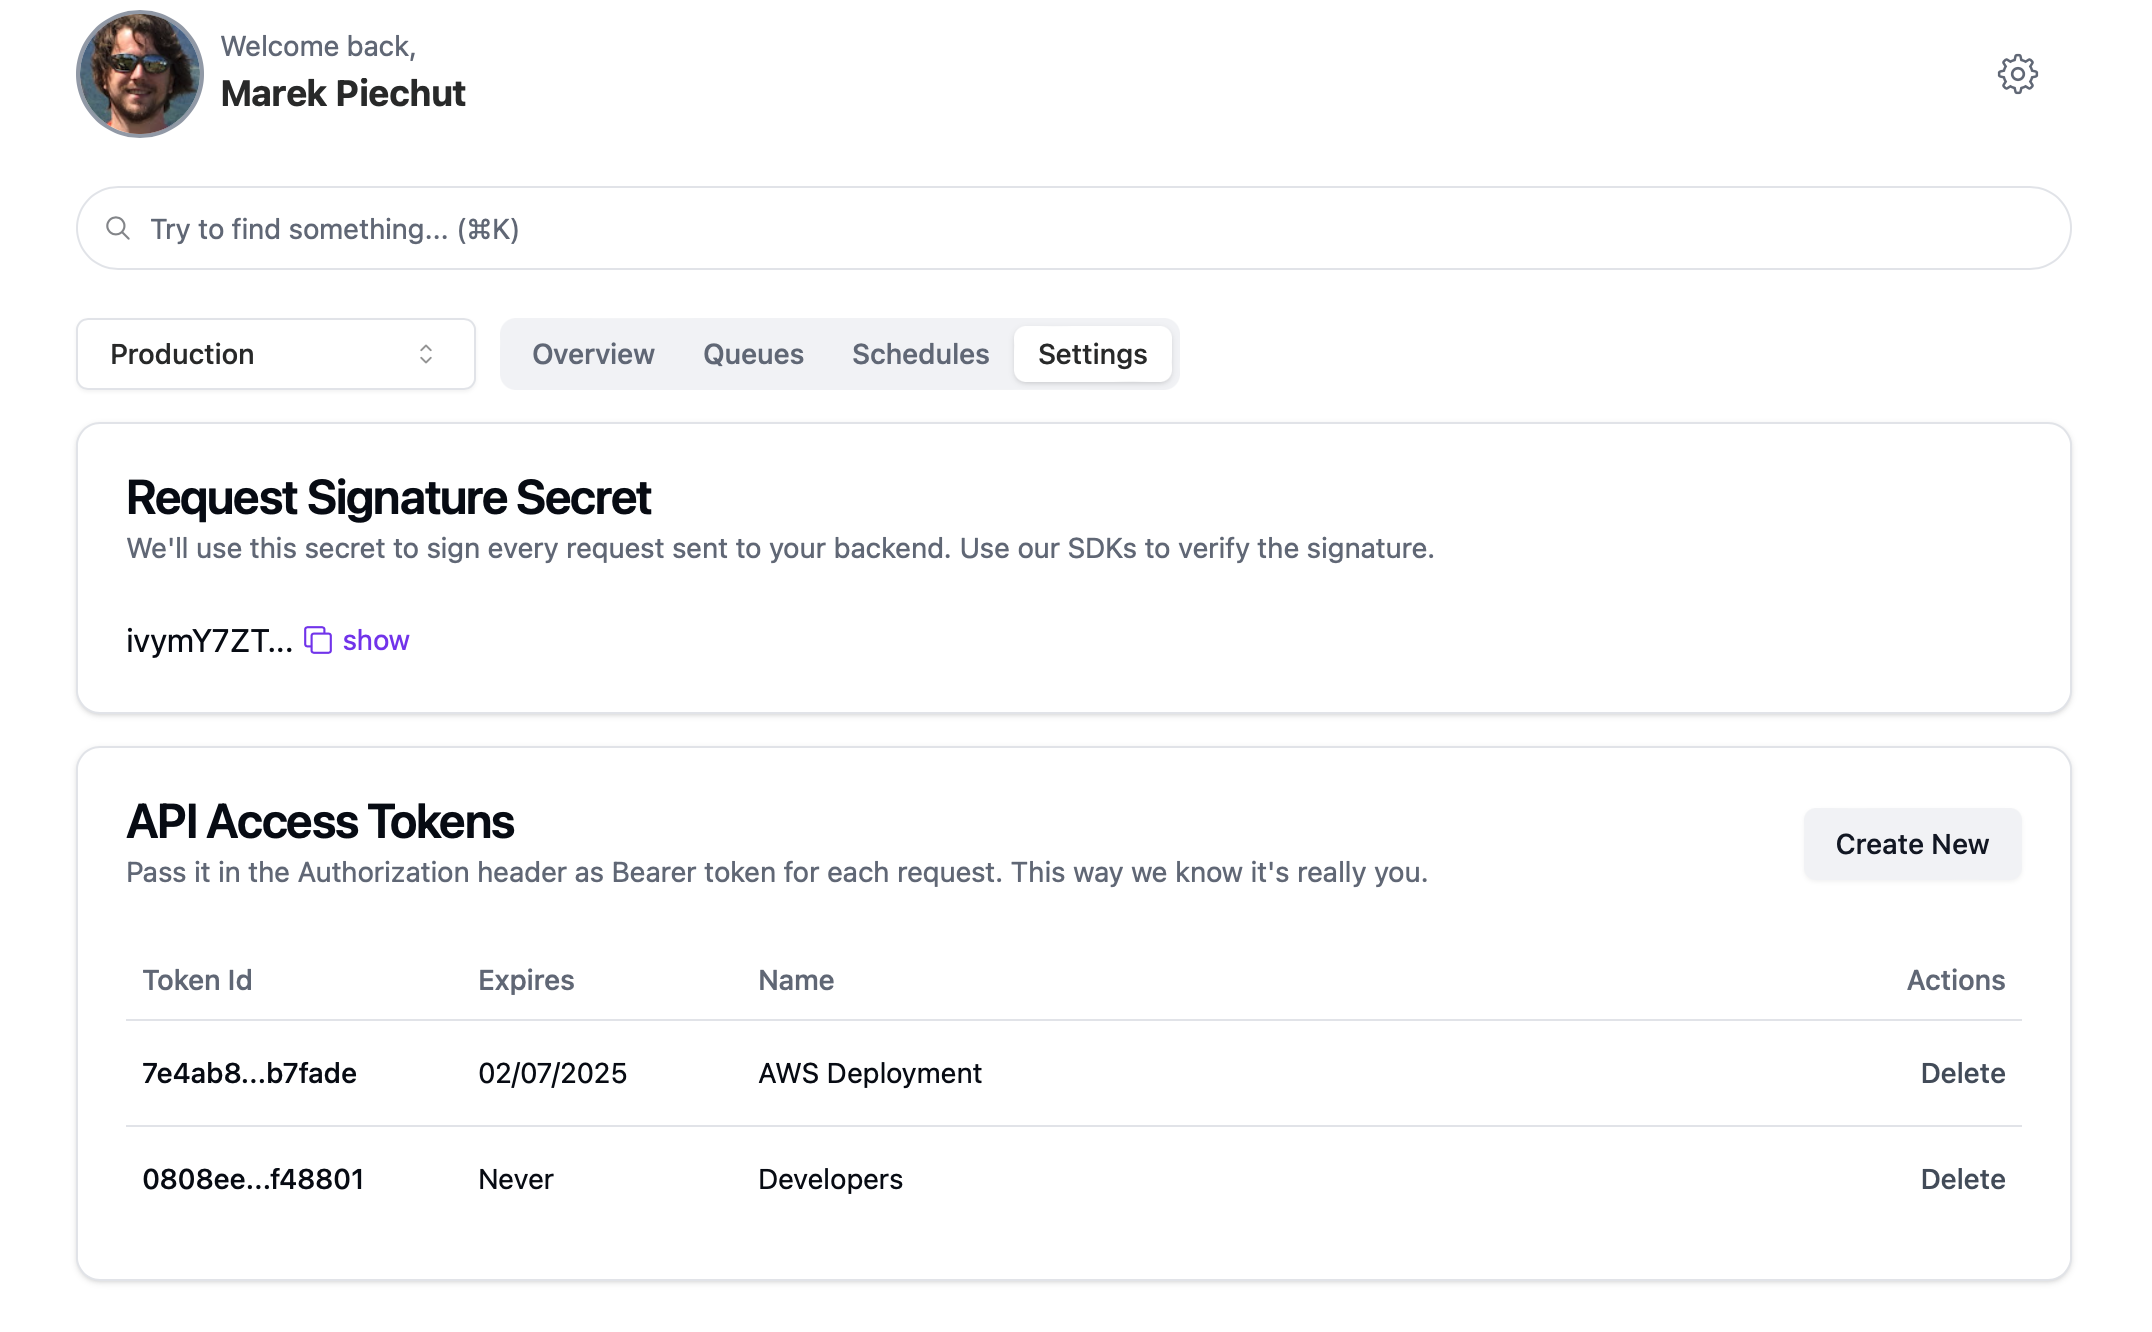 Welcome back,
Marek Piechut
Try to find something... (⌘K)
Production
Overview Queues Schedules Settings
Request Signature Secret
We'll use this secret to sign every request sent to your backend. Use our SDKs to verify the signature.
ivymY7ZT... show
API Access Tokens
Pass it in the Authorization header as Bearer token for each request. This way we know it's really you.
Create New
Token Id Expires Name Actions
7e4ab8...b7fade 02/07/2025 AWS Deployment Delete
0808ee...f48801 Never Developers Delete